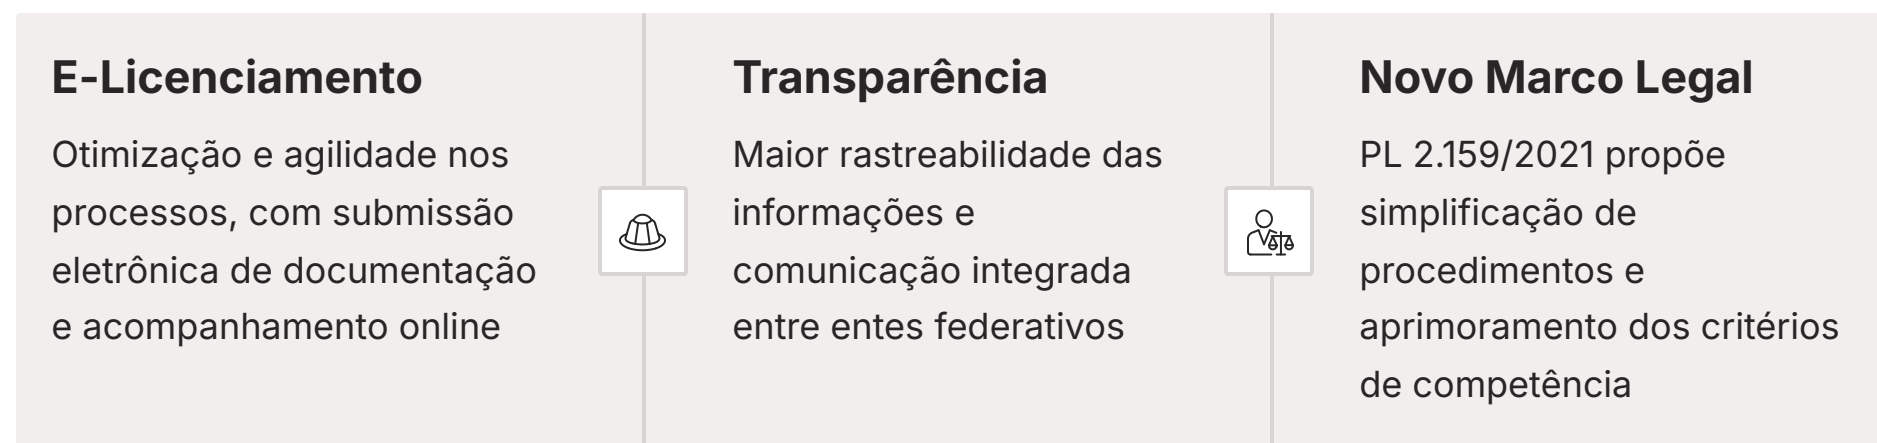 E-Licenciamento
Otimização e agilidade nos
processos, com submissão
eletrônica de documentação
e acompanhamento online
Transparência
Maior rastreabilidade das
informações e
comunicação integrada
entre entes federativos
Novo Marco Legal
PL 2.159/2021 propõe
simplificação de
procedimentos e
aprimoramento dos critérios
de competência